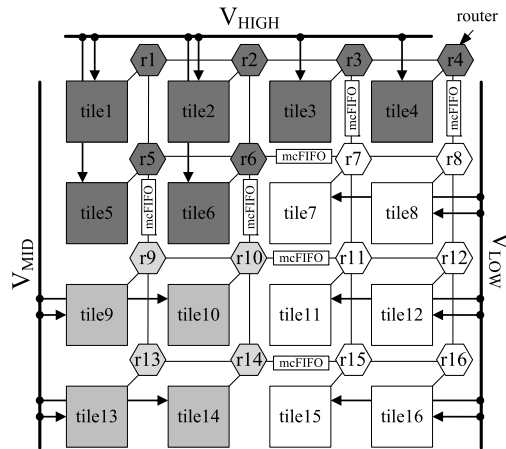 VHIGH
router
r1 r2 r3 r4
tile1 tile2 tile3 tile4
mcFIFO mcFIFO
r5 r6 mcFIFO r7 r8
tile5 tile6 tile7 tile8
mcFIFO mcFIFO
VMID
VLOW
r9 r10 mcFIFO r11 r12
tile9 tile10 tile11 tile12
r13 r14 mcFIFO r15 r16
tile13 tile14 tile15 tile16